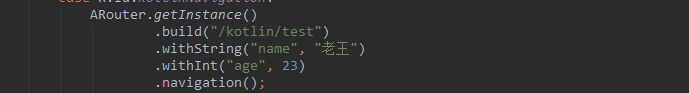 ARouter.getInstance()
.build("/kotlin/test")
.withString("name", "老王")
.withInt("age", 23)
.navigation();